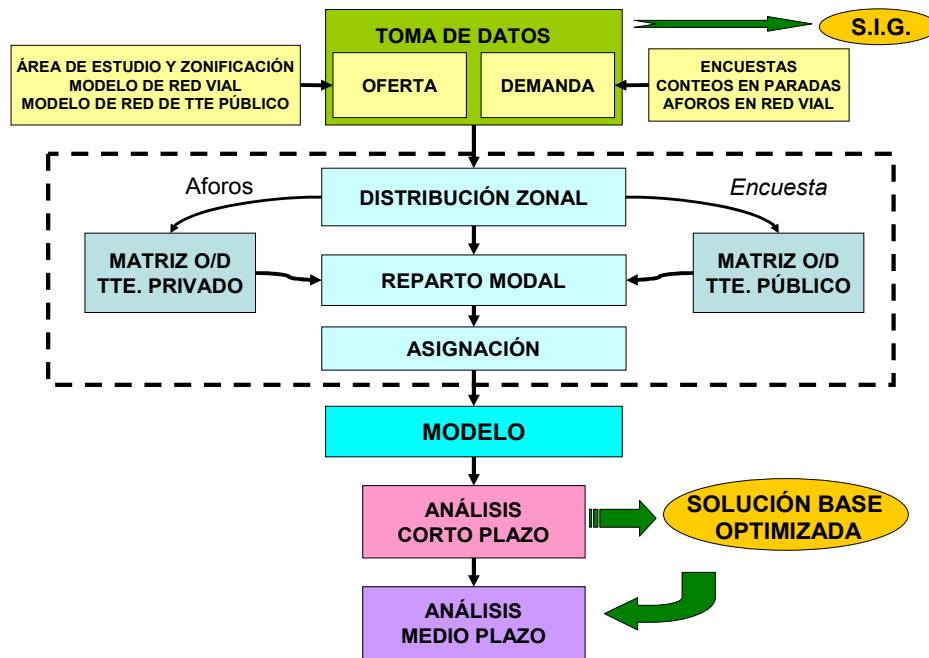 TOMA DE DATOS
S.I.G.
ÁREA DE ESTUDIO Y ZONIFICACIÓN
MODELO DE RED VIAL
MODELO DE RED DE TTE PÚBLICO
OFERTA
DEMANDA
ENCUESTAS
CONTEOS EN PARADAS
AFOROS EN RED VIAL
Aforos
DISTRIBUCIÓN ZONAL
Encuesta
MATRIZ O/D
TTE. PRIVADO
REPARTO MODAL
MATRIZ O/D
TTE. PÚBLICO
ASIGNACIÓN
MODELO
ANÁLISIS
CORTO PLAZO
SOLUCIÓN BASE
OPTIMIZADA
ANÁLISIS
MEDIO PLAZO